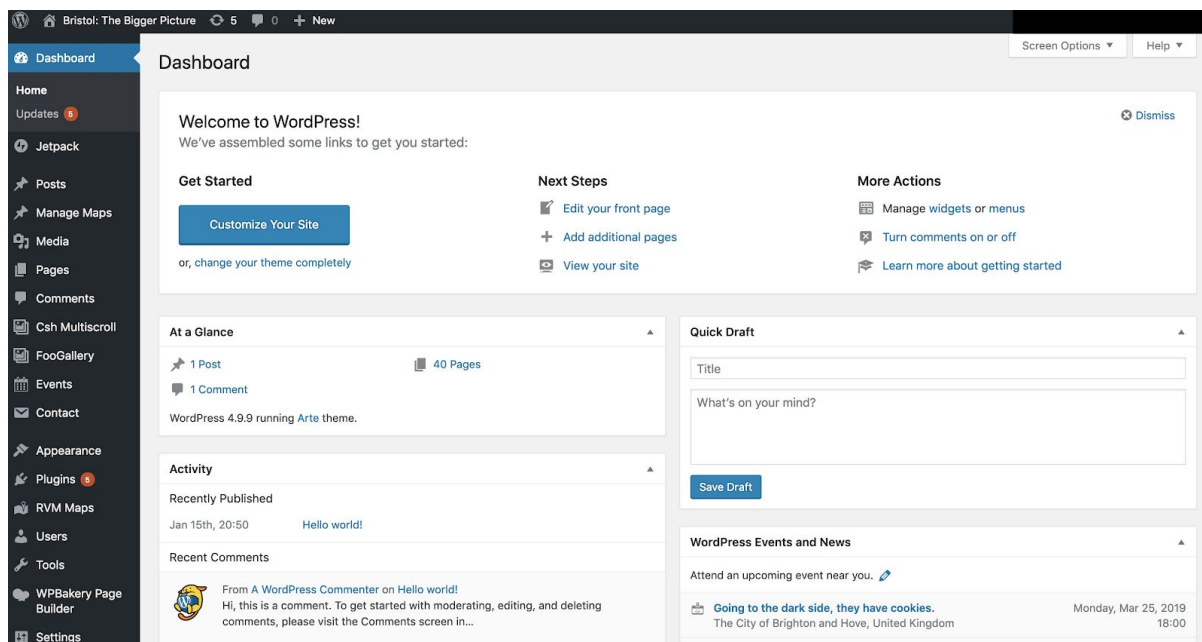 Bristol: The Bigger Picture 5 0 + New
Screen Options ▼ Help ▼
Dashboard
Home
Updates 5
Jetpack
Posts
Manage Maps
Media
Pages
Comments
Csh Multiscroll
FooGallery
Events
Contact
Appearance
Plugins 5
RVM Maps
Users
Tools
WPBakery Page
Builder
Settings
Dashboard
Welcome to WordPress!
Dismiss
We've assembled some links to get you started:
Get Started
Customize Your Site
or, change your theme completely
Next Steps
Edit your front page
Add additional pages
View your site
More Actions
Manage widgets or menus
Turn comments on or off
Learn more about getting started
At a Glance
1 Post
40 Pages
1 Comment
WordPress 4.9.9 running Arte theme.
Activity
Recently Published
Jan 15th, 20:50 Hello world!
Recent Comments
From A WordPress Commenter on Hello world!
Hi, this is a comment. To get started with moderating, editing, and deleting
comments, please visit the Comments screen in...
Quick Draft
Title
What's on your mind?
Save Draft
WordPress Events and News
Attend an upcoming event near you.
Going to the dark side, they have cookies. Monday, Mar 25, 2019
The City of Brighton and Hove, United Kingdom 18:00